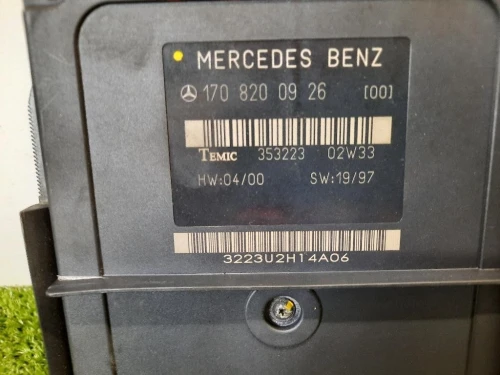 MERCEDES BENZ
170 820 09 26 [00]
TEMIC 353223 02W33
HW:04/00 SW:19/97
3223U2H14A06